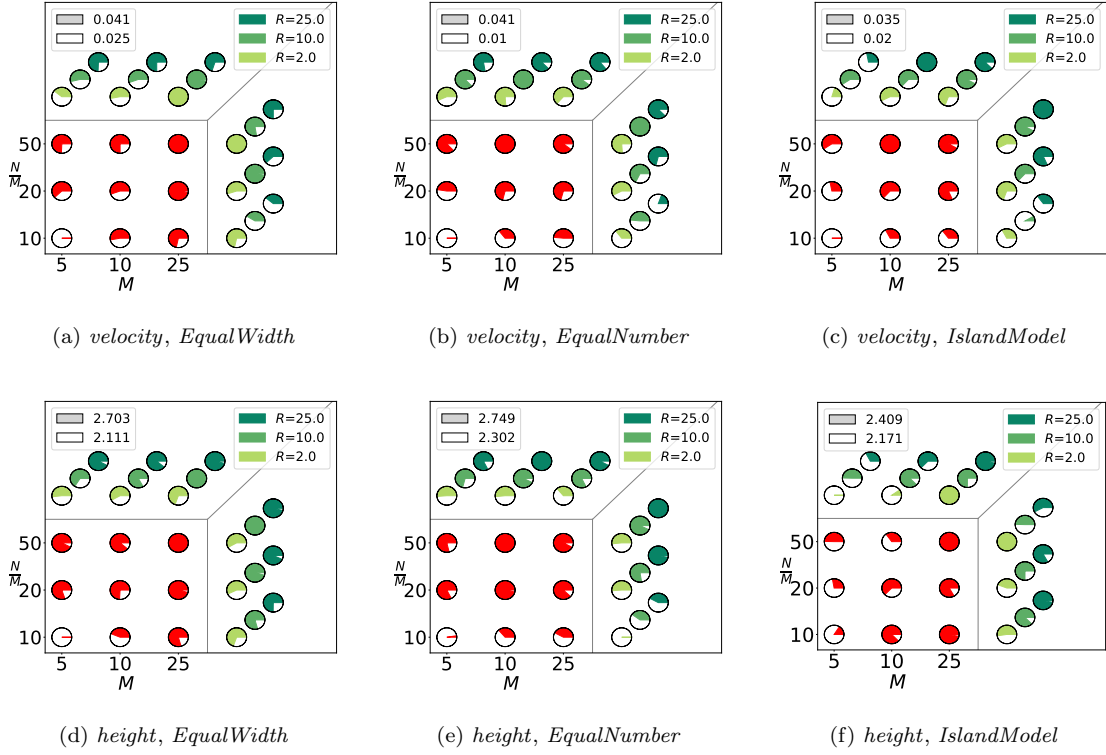 0.041
0.025
R=25.0
R=10.0
R=2.0
50
20
10
N/M
5 10 25
M
(a) velocity, EqualWidth
0.041
0.01
R=25.0
R=10.0
R=2.0
50
20
10
N/M
5 10 25
M
(b) velocity, EqualNumber
0.035
0.02
R=25.0
R=10.0
R=2.0
50
20
10
N/M
5 10 25
M
(c) velocity, IslandModel
2.703
2.111
R=25.0
R=10.0
R=2.0
50
20
10
N/M
5 10 25
M
(d) height, EqualWidth
2.749
2.302
R=25.0
R=10.0
R=2.0
50
20
10
N/M
5 10 25
M
(e) height, EqualNumber
2.409
2.171
R=25.0
R=10.0
R=2.0
50
20
10
N/M
5 10 25
M
(f) height, IslandModel